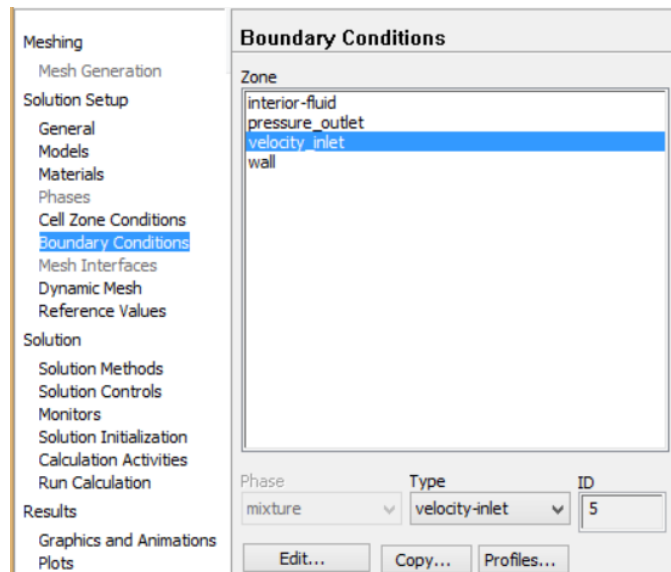 Meshing
Mesh Generation
Solution Setup
General
Models
Materials
Phases
Cell Zone Conditions
Boundary Conditions
Mesh Interfaces
Dynamic Mesh
Reference Values
Solution
Solution Methods
Solution Controls
Monitors
Solution Initialization
Calculation Activities
Run Calculation
Results
Graphics and Animations
Plots
Boundary Conditions
Zone
interior-fluid
pressure_outlet
velocity_inlet
wall
Phase Type ID
mixture velocity-inlet 5
Edit... Copy... Profiles...